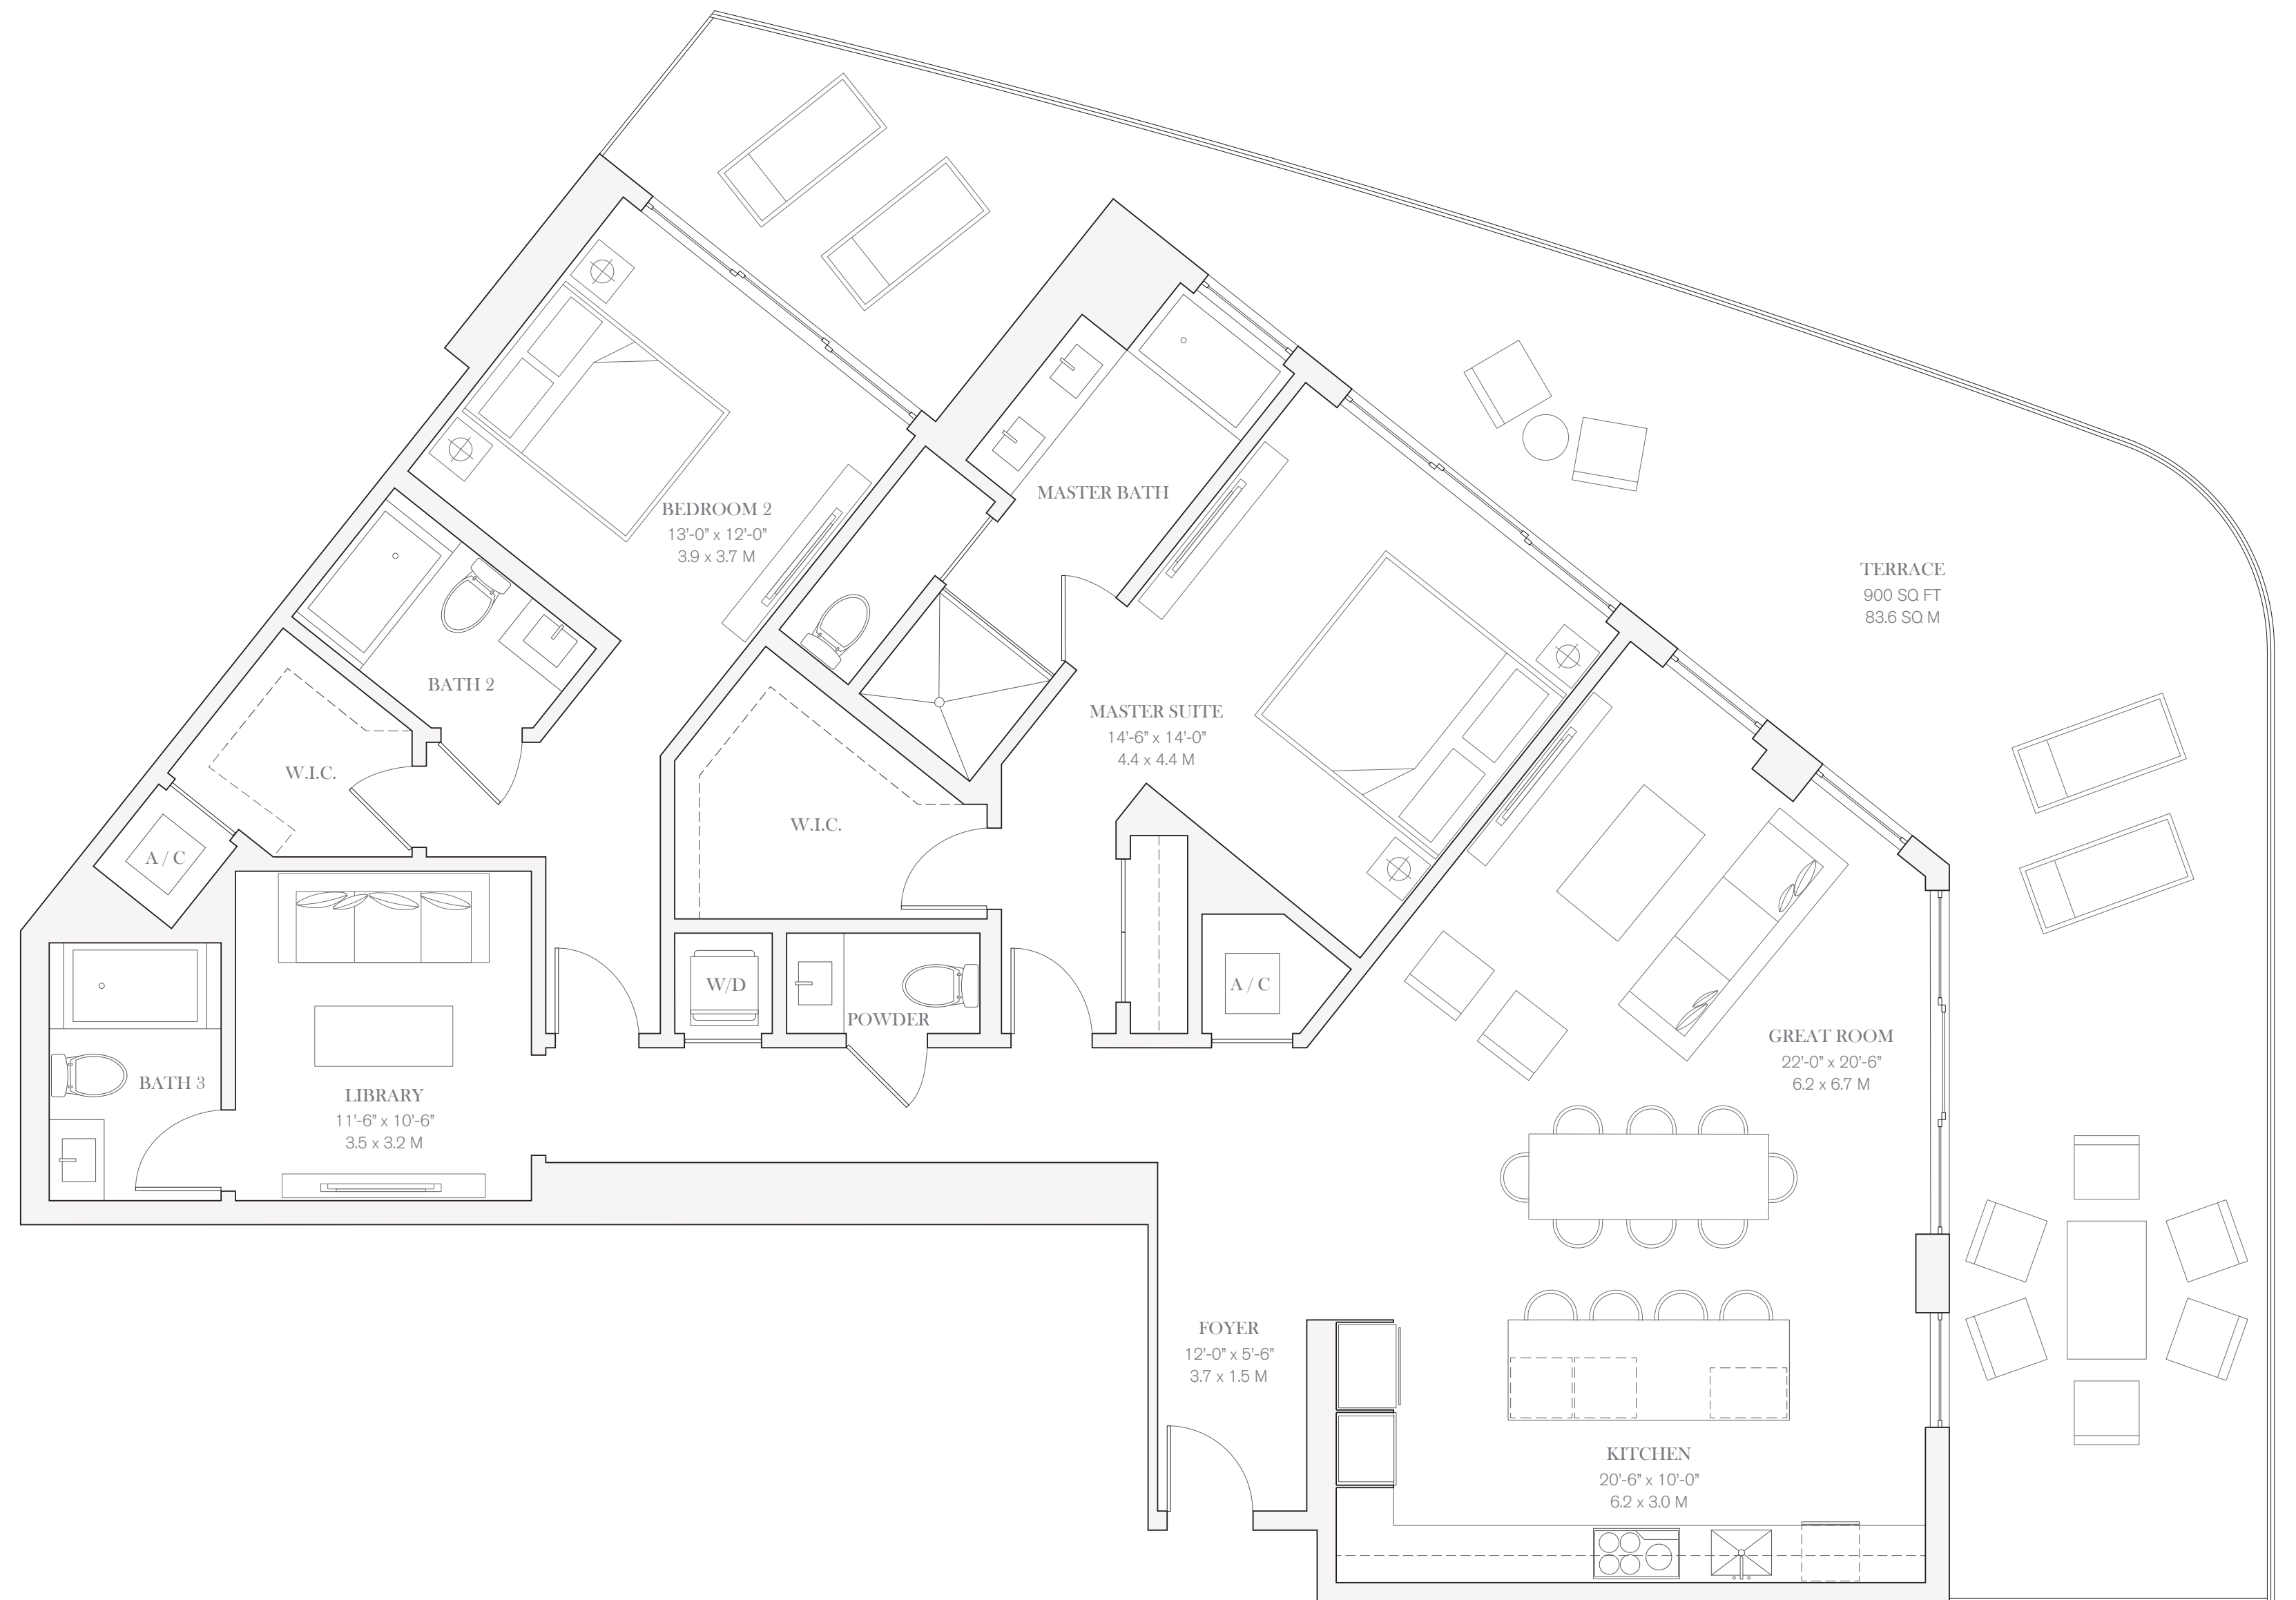 BEDROOM 2
13'-0" x 12'-0"
3.9 x 3.7 M
MASTER BATH
TERRACE
900 SQ FT
83.6 SQ M
BATH 2
MASTER SUITE
14'-6" x 14'-0"
4.4 x 4.4 M
W.I.C.
W.I.C.
A / C
W/D
POWDER
A / C
GREAT ROOM
22'-0" x 20'-6"
6.2 x 6.7 M
BATH 3
LIBRARY
11'-6" x 10'-6"
3.5 x 3.2 M
FOYER
12'-0" x 5'-6"
3.7 x 1.5 M
KITCHEN
20'-6" x 10'-0"
6.2 x 3.0 M